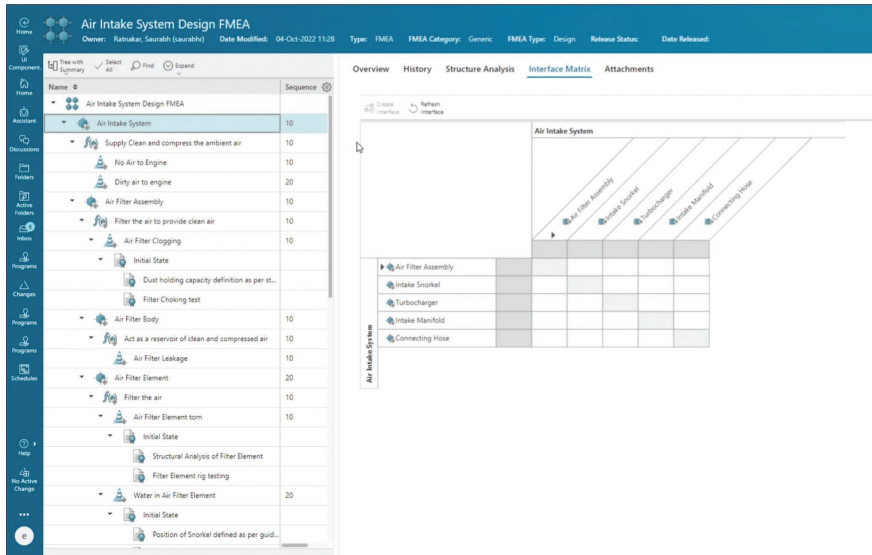 Air Intake System Design FMEA
Owner: Ratnakar, Saurabh (saurabhr) Date Modified: 04-Oct-2022 11:28 Type: FMEA FMEA Category: Generic FMEA Type: Design Release Status: Date Released:
Home
UI
Component.
Home
Assistant
Discussions
Folders
Active
Folders
Inbox
Programs
Changes
Programs
Programs
Schedules
Help
No Active
Change
e
Tree with
Summary
Select
All
Find
Expand
Name Sequence
Air Intake System Design FMEA
Air Intake System 10
f(e) Supply Clean and compress the ambient air 10
No Air to Engine 10
Dirty air to engine 20
Air Filter Assembly 10
f(e) Filter the air to provide clean air 10
Air Filter Clogging 10
Initial State
Dust holding capacity definition as per st...
Filter Choking test
Air Filter Body 10
f(e) Act as a reservoir of clean and compressed air 10
Air Filter Leakage 10
Air Filter Element 20
f(e) Filter the air 10
Air Filter Element torn 10
Initial State
Structural Analysis of Filter Element
Filter Element rig testing
Water in Air Filter Element 20
Initial State
Position of Snorkel defined as per guid...
Overview History Structure Analysis Interface Matrix Attachments
Create
Interface
Refresh
Interface
Air Intake System
Air Filter Assembly
Intake Snorkel
Turbocharger
Intake Manifold
Connecting Hose
Air Intake System
Air Filter Assembly
Intake Snorkel
Turbocharger
Intake Manifold
Connecting Hose